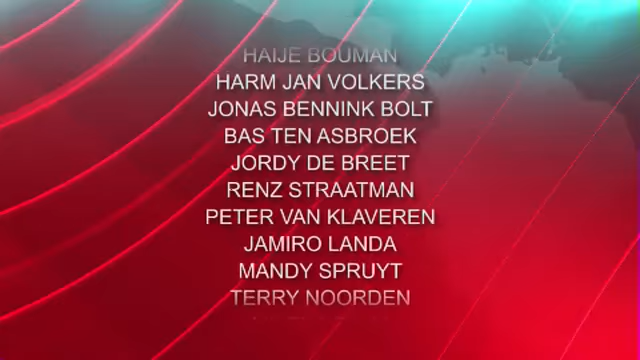 HAIJE BOUMAN
HARM JAN VOLKERS
JONAS BENNINK BOLT
BAS TEN ASBROEK
JORDY DE BREET
RENZ STRAATMAN
PETER VAN KLAVEREN
JAMIRO LANDA
MANDY SPRUYT
TERRY NOORDEN